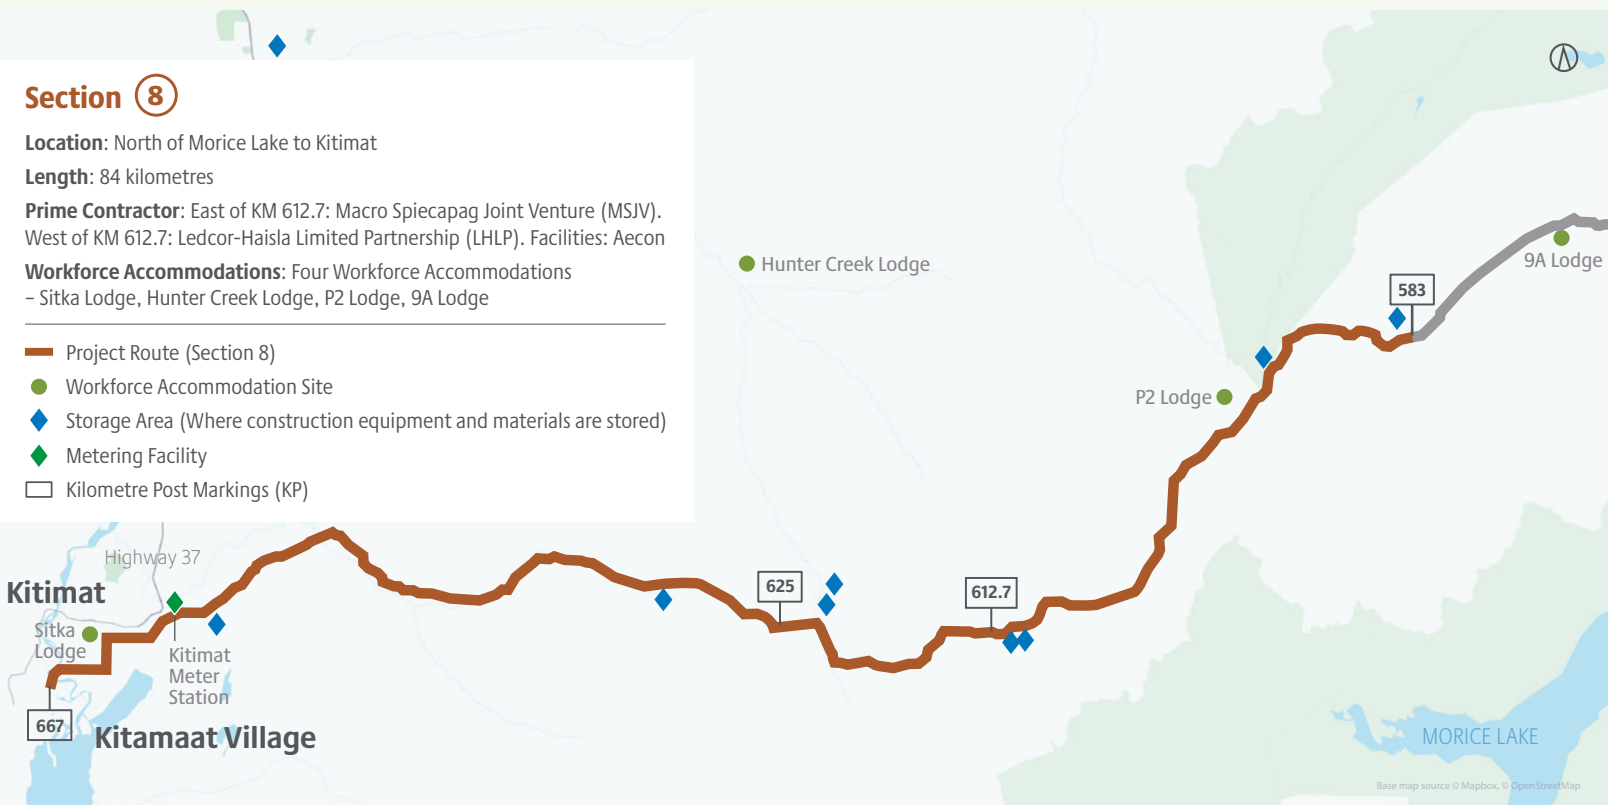 Section 8
Location: North of Morice Lake to Kitimat
Length: 84 kilometres
Prime Contractor: East of KM 612.7: Macro Spiecapag Joint Venture (MSJV).
West of KM 612.7: Ledcor-Haisla Limited Partnership (LHLP). Facilities: Aecon
Workforce Accommodations: Four Workforce Accommodations
– Sitka Lodge, Hunter Creek Lodge, P2 Lodge, 9A Lodge
Project Route (Section 8)
Workforce Accommodation Site
Storage Area (Where construction equipment and materials are stored)
Metering Facility
Kilometre Post Markings (KP)
Hunter Creek Lodge
9A Lodge
583
P2 Lodge
Highway 37
Kitimat
625
612.7
Sitka
Lodge
Kitimat
Meter
Station
667
Kitamaat Village
MORICE LAKE
Base map source © Mapbox, © OpenStreetMap